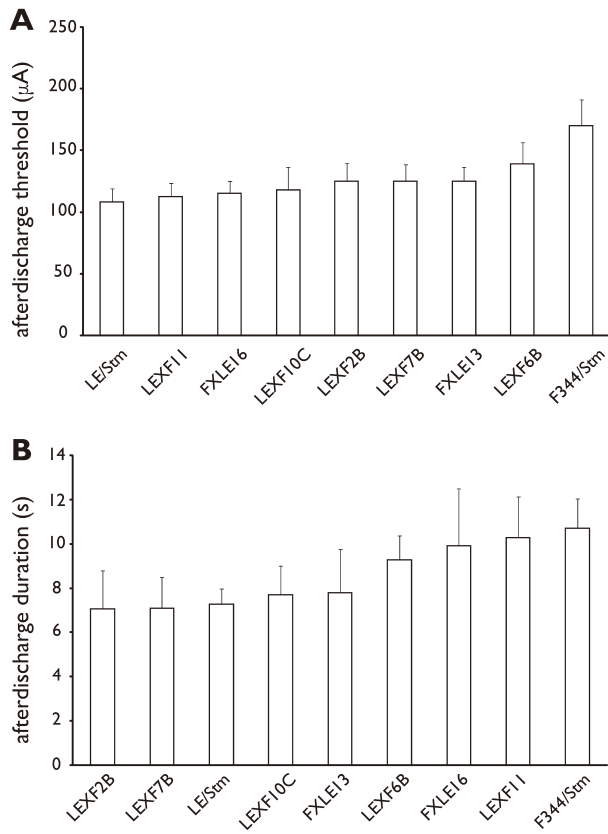 A
afterdischarge threshold (μA)
250
200
150
100
50
0
LE/Stm
LEXF11
FXLE16
LEXF10C
LEXF2B
LEXF7B
FXLE13
LEXF6B
F344/Stm
B
afterdischarge duration (s)
14
12
10
8
6
4
2
0
LEXF2B
LEXF7B
LE/Stm
LEXF10C
FXLE13
LEXF6B
FXLE16
LEXF11
F344/Stm